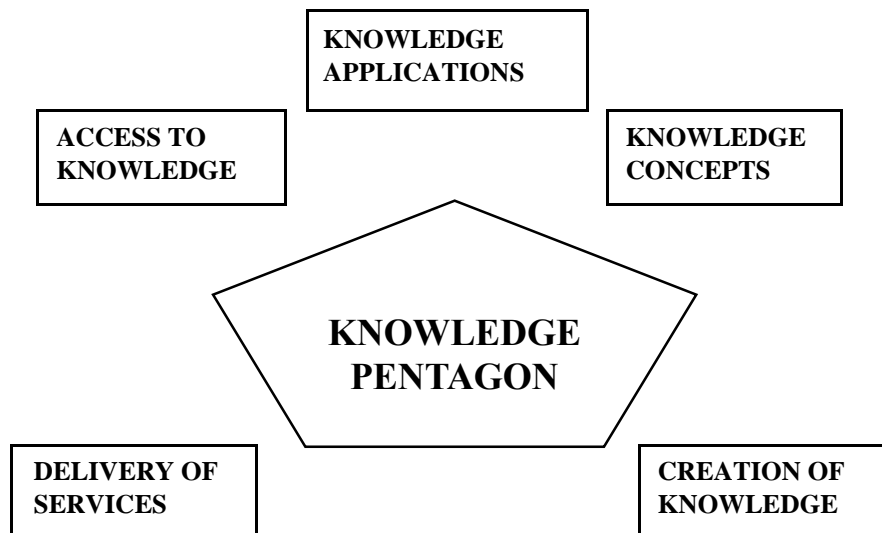 KNOWLEDGE
APPLICATIONS
ACCESS TO
KNOWLEDGE
KNOWLEDGE
CONCEPTS
KNOWLEDGE
PENTAGON
DELIVERY OF
SERVICES
CREATION OF
KNOWLEDGE